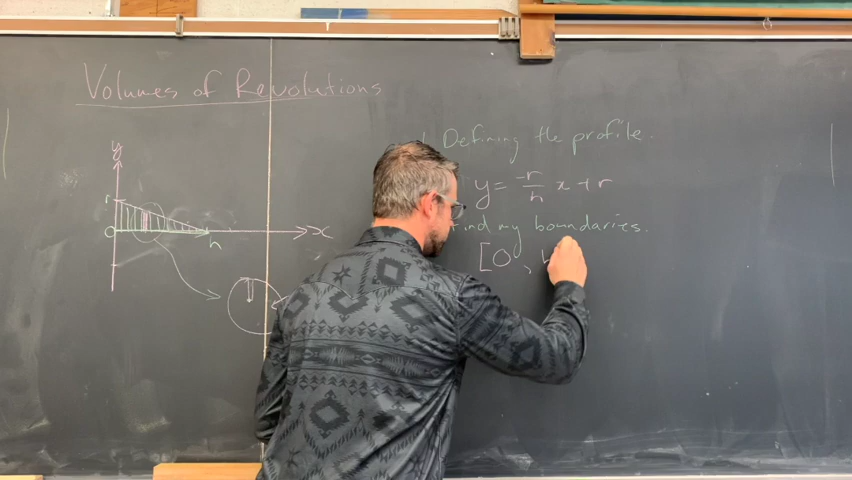 Volumes of Revolutions
y
r
0
h
x
Defining the profile.
y = -r/h x + r
find my boundaries.
[0, h